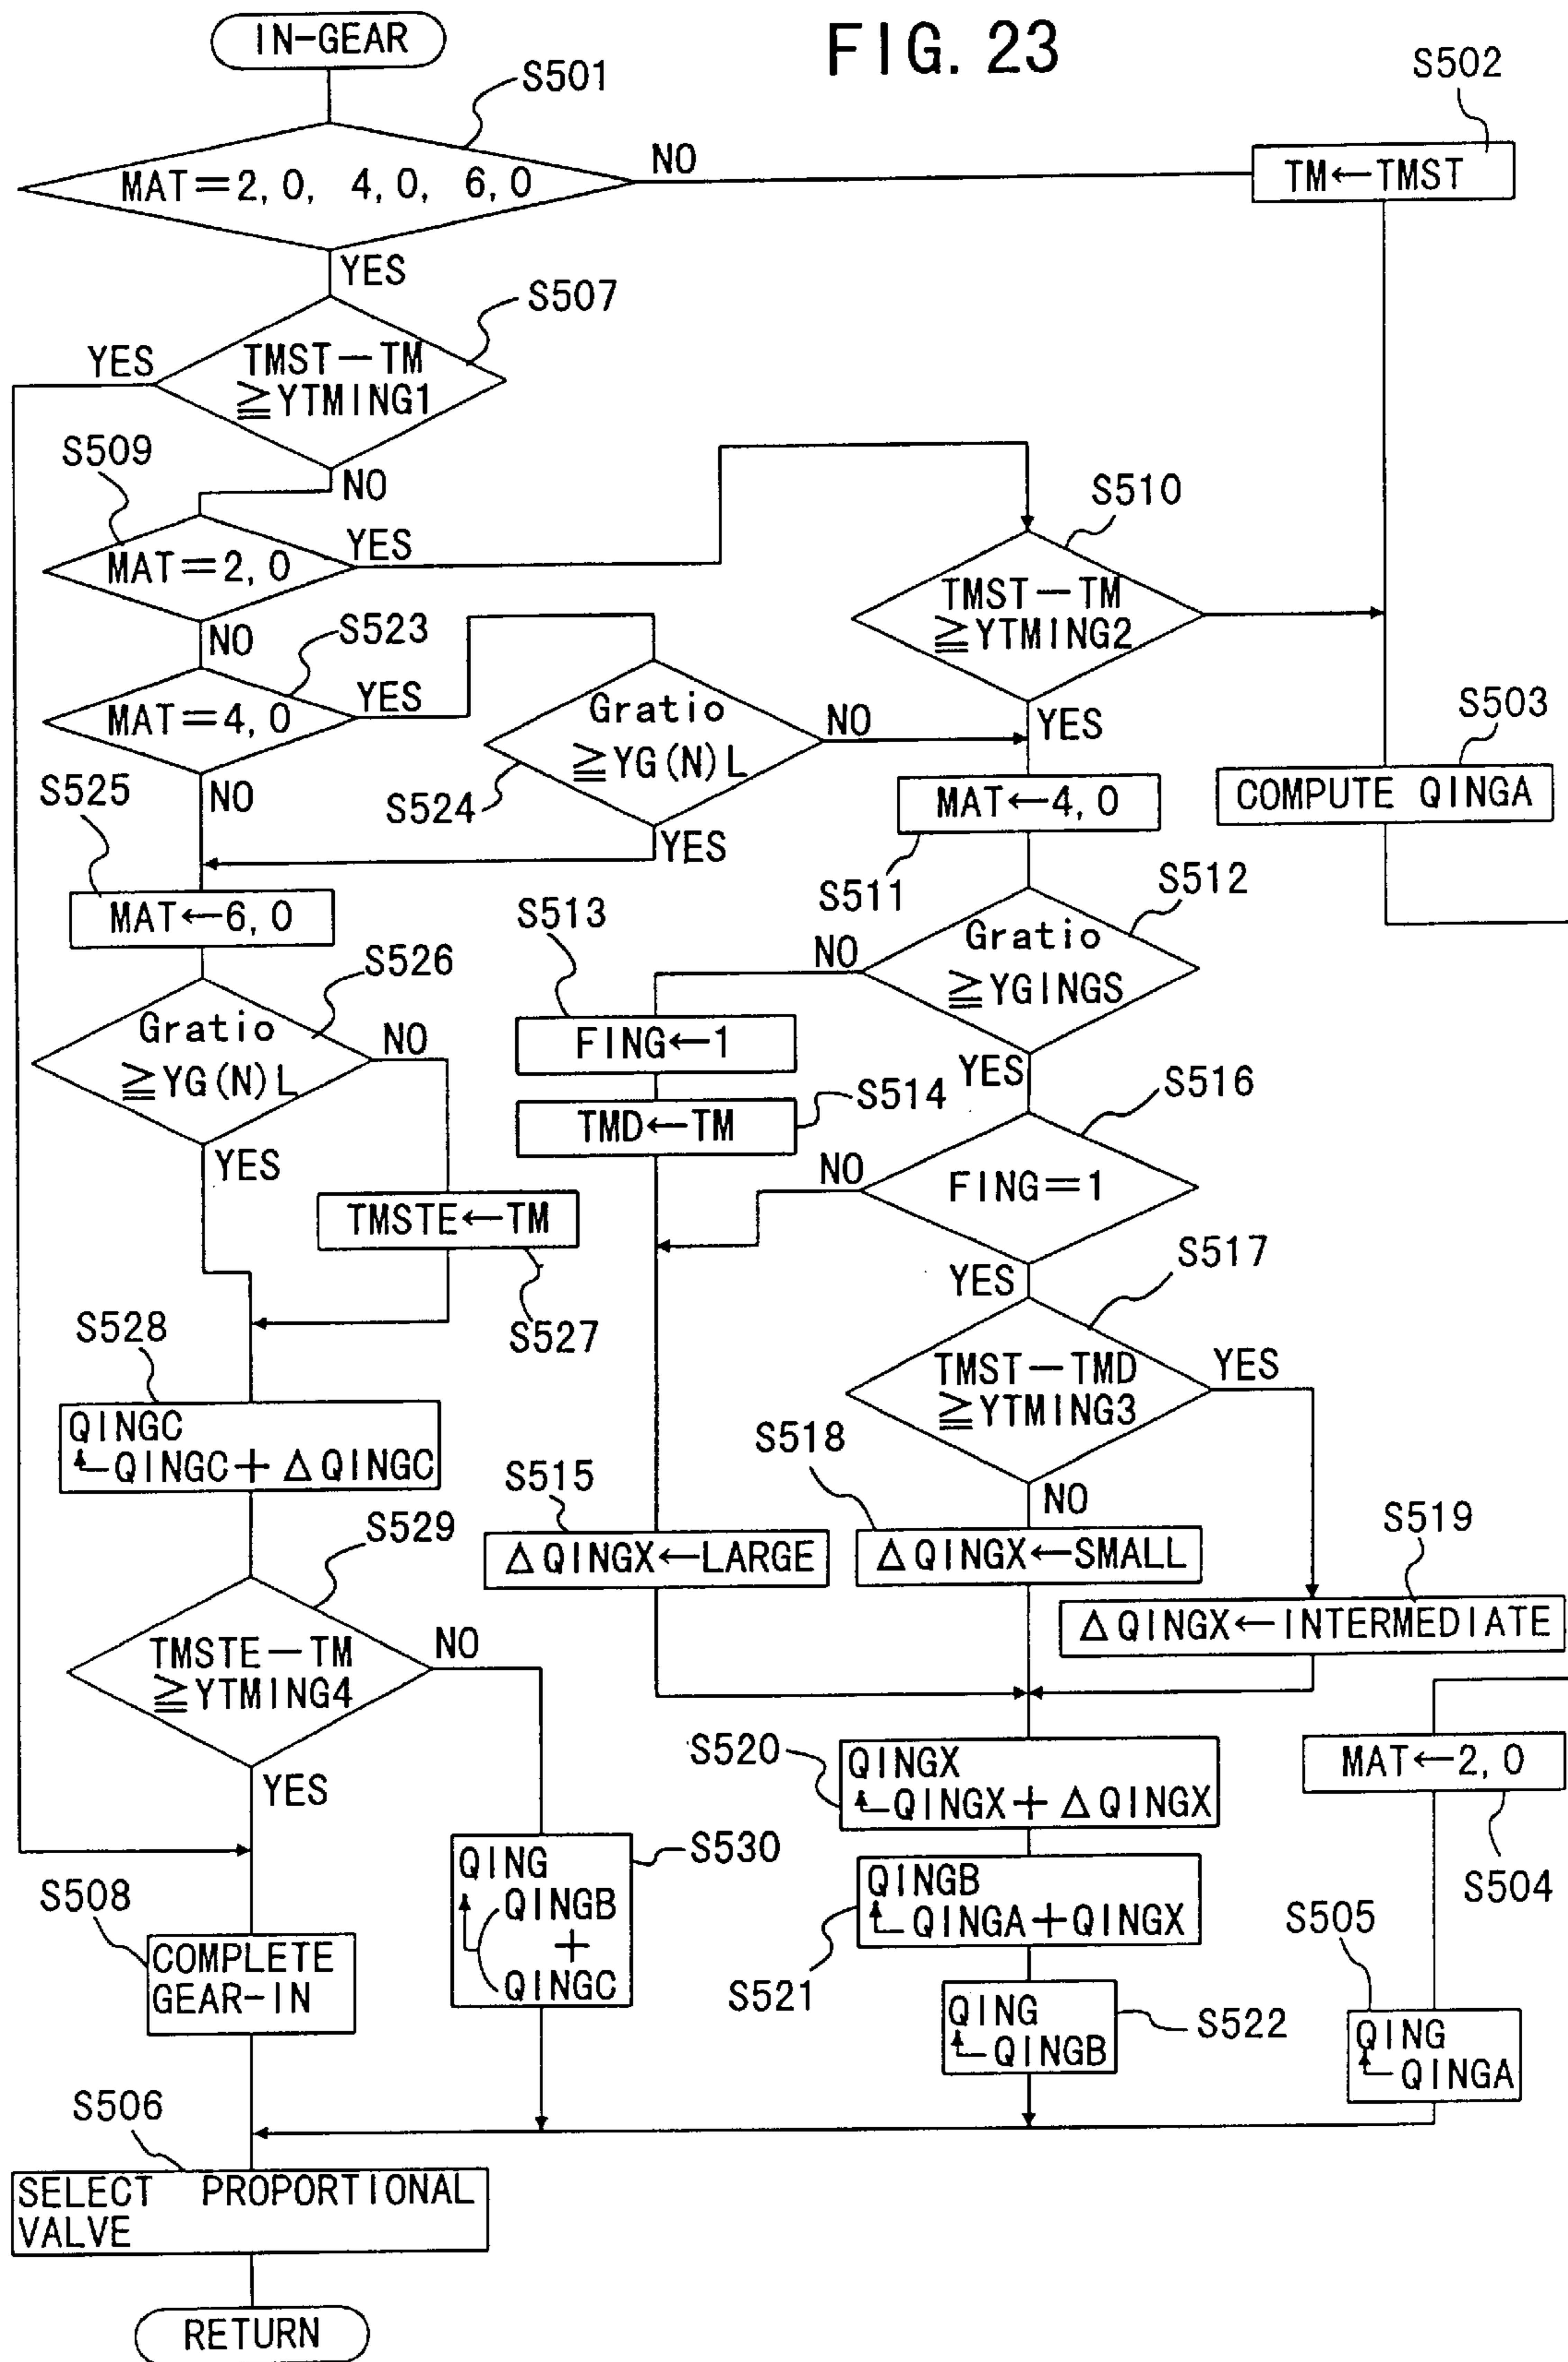 FIG. 23
IN-GEAR
S501
MAT=2,0, 4,0, 6,0
NO
YES
S502
TM←TMST
S507
TMST-TM
≧YTMING1
YES
NO
S509
MAT=2,0
YES
NO
S510
TMST-TM
≧YTMING2
YES
S523
MAT=4,0
YES
NO
S524
Gratio
≧YG(N)L
NO
YES
S503
COMPUTE QINGA
S511
MAT←4,0
S525
MAT←6,0
S512
Gratio
≧YGINGS
NO
YES
S513
FING←1
S514
TMD←TM
S526
Gratio
≧YG(N)L
NO
YES
S516
FING=1
NO
YES
S527
TMSTE←TM
S517
TMST-TMD
≧YTMING3
YES
NO
S528
QINGC
←QINGC+ΔQINGC
S515
ΔQINGX←LARGE
S518
ΔQINGX←SMALL
S519
ΔQINGX←INTERMEDIATE
S529
TMSTE-TM
≧YTMING4
NO
YES
S520
QINGX
←QINGX+ΔQINGX
MAT←2,0
S504
S530
QING
QINGB
+
QINGC
S521
QINGB
←QINGA+QINGX
S508
COMPLETE
GEAR-IN
S522
QING
←QINGB
S505
QING
←QINGA
S506
SELECT PROPORTIONAL
VALVE
RETURN